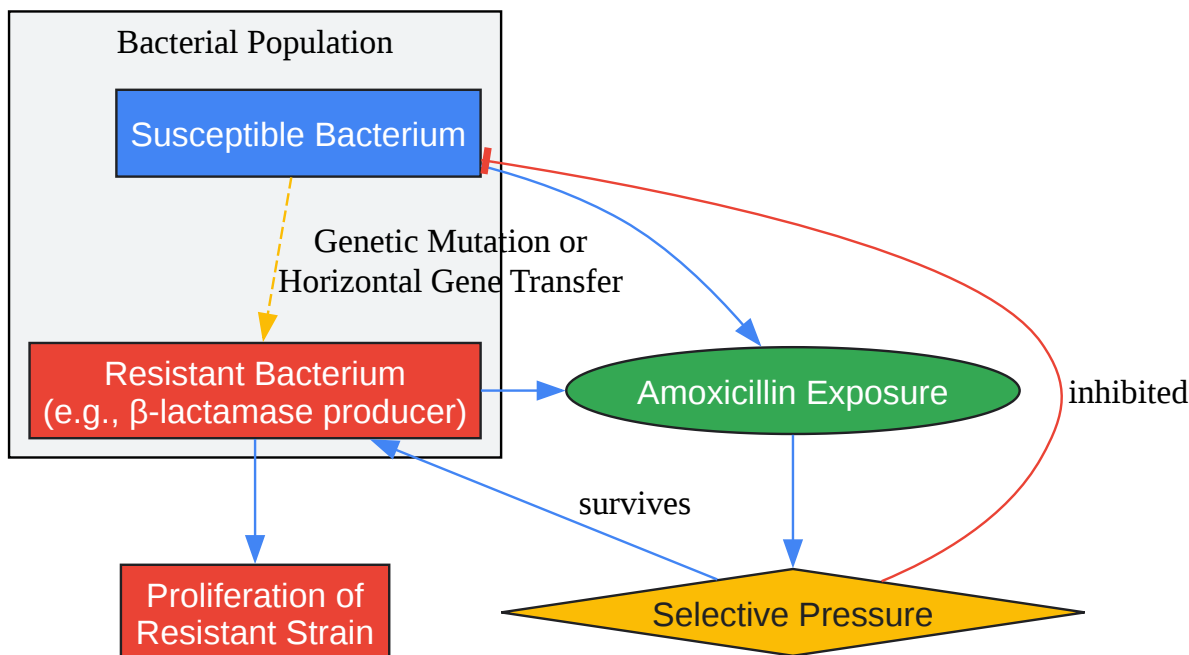 Bacterial Population
Susceptible Bacterium
Genetic Mutation or
Horizontal Gene Transfer
Resistant Bacterium
(e.g., β-lactamase producer)
Amoxicillin Exposure
inhibited
survives
Proliferation of
Resistant Strain
Selective Pressure